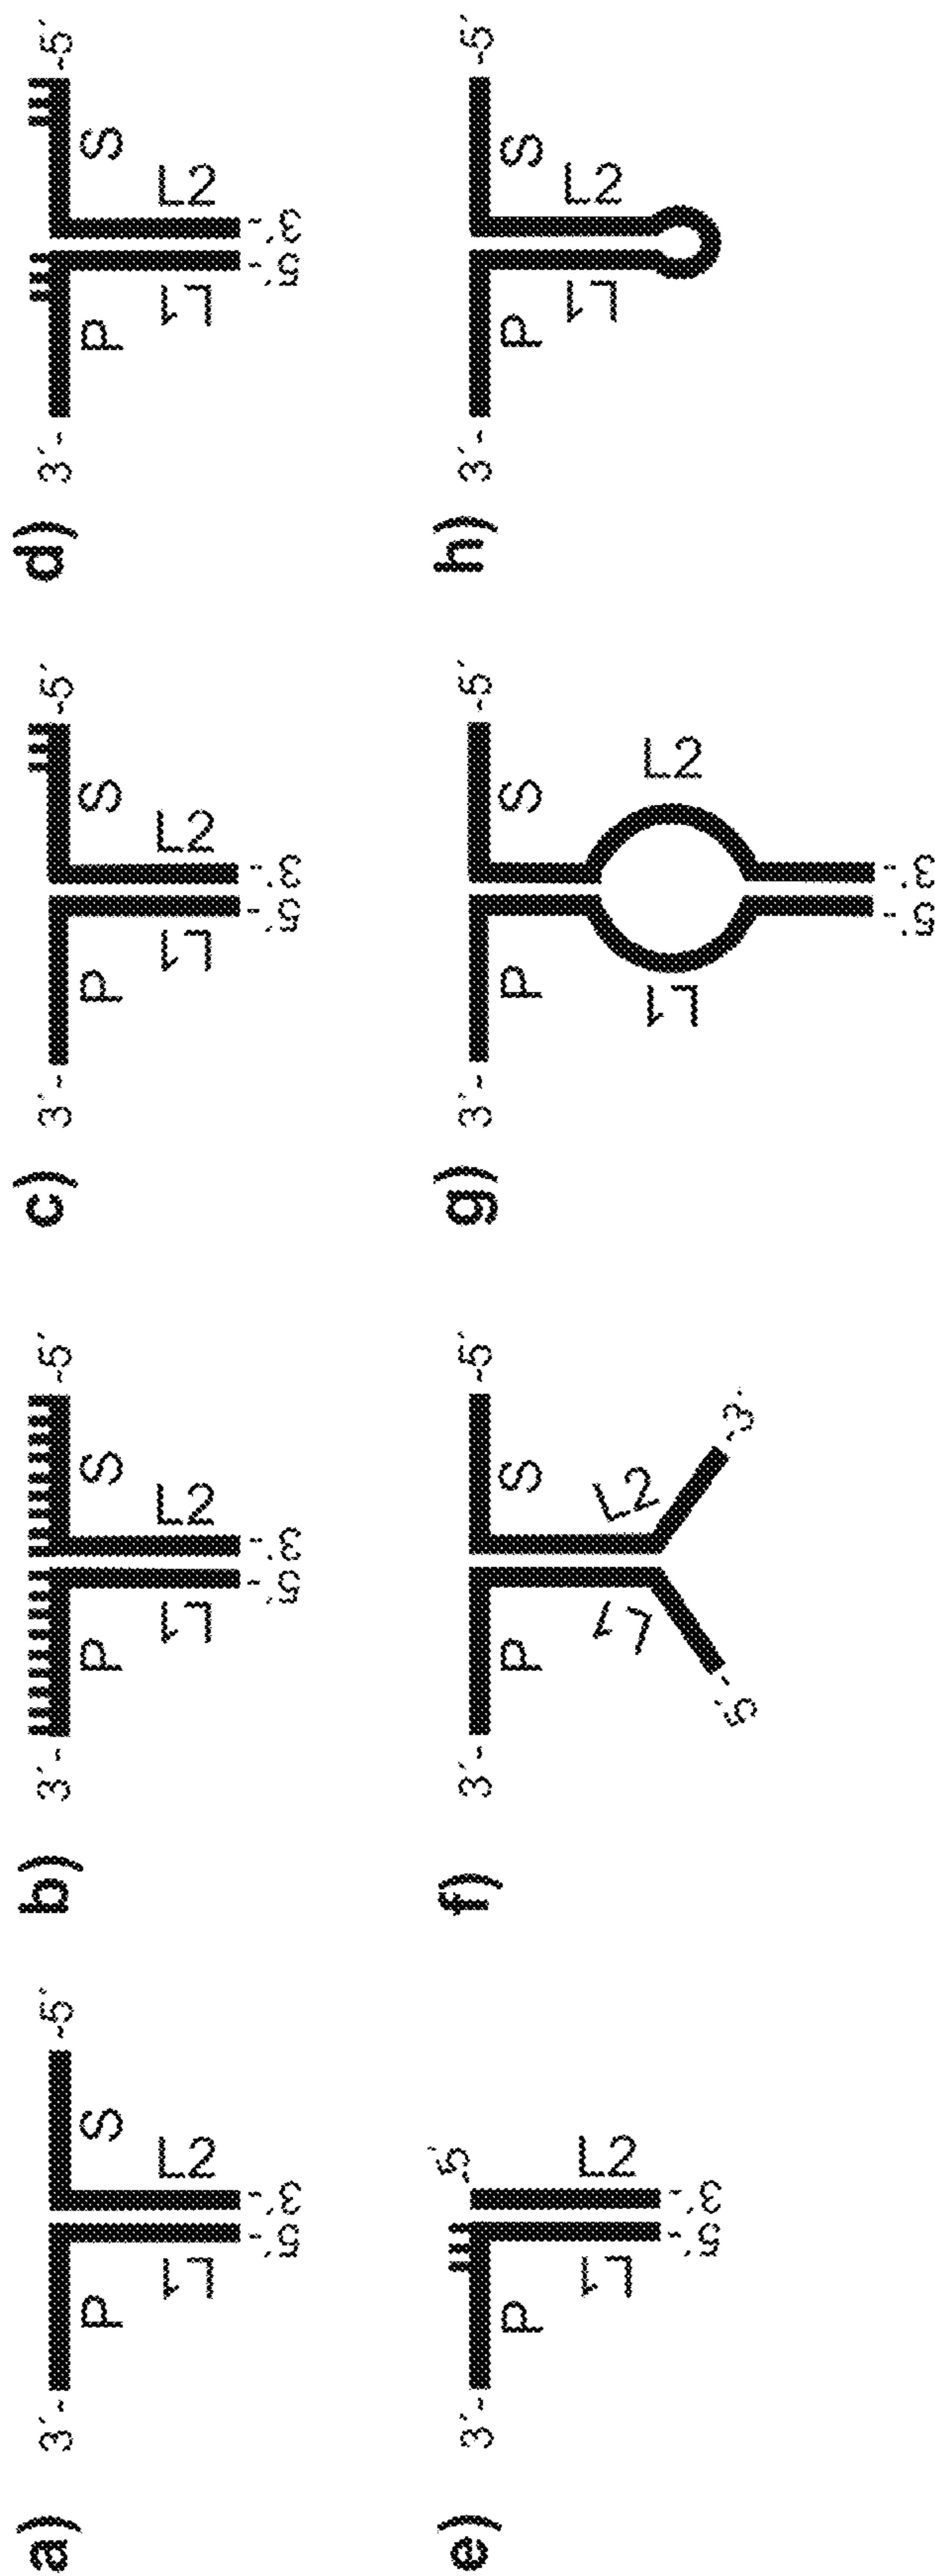 a) 3´- P S -5´
L1 L2
-5´ -3´
b) 3´- P S -5´
L1 L2
-5´ -3´
c) 3´- P S -5´
L1 L2
-5´ -3´
d) 3´- P S -5´
L1 L2
-5´ -3´
e) 3´- P -5´
L1 L2
-5´ -3´
f) 3´- P S -5´
L1 L2
-5´ -3´
g) 3´- P S -5´
L1 L2
-5´ -3´
h) 3´- P S -5´
L1 L2